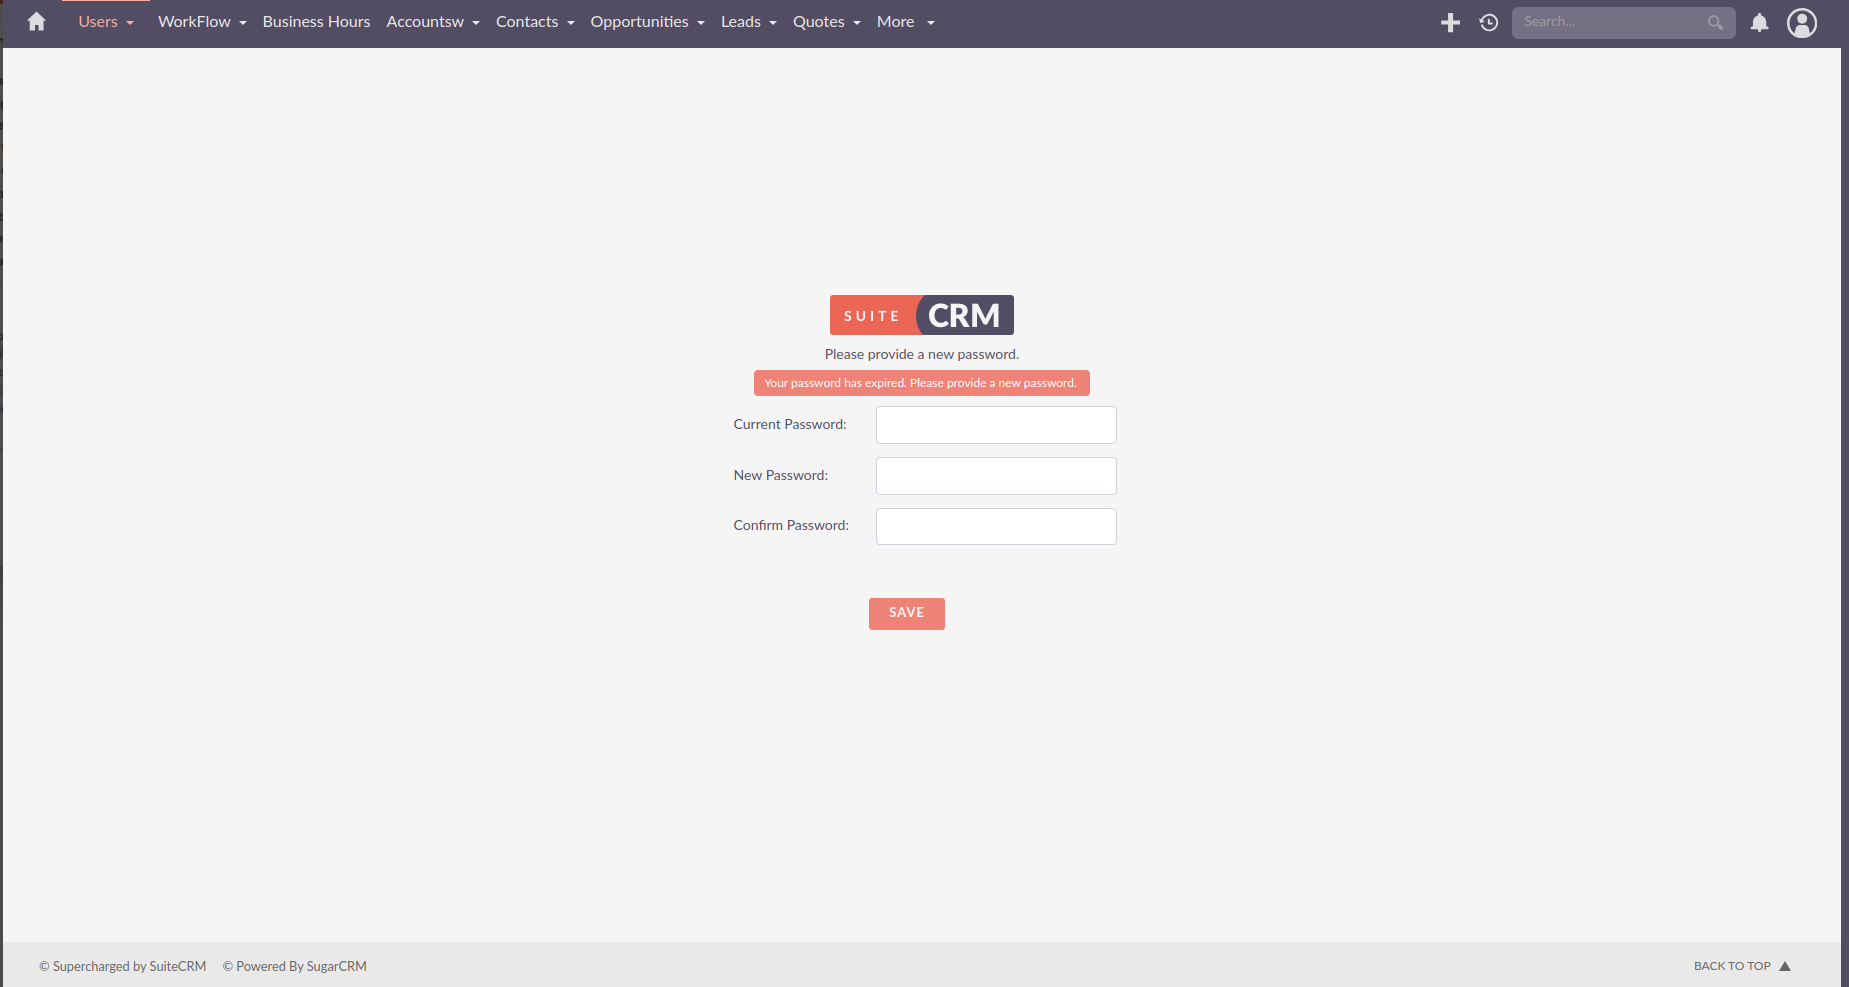 Users WorkFlow Business Hours Accountsw Contacts Opportunities Leads Quotes More Search...
SUITE CRM
Please provide a new password.
Your password has expired. Please provide a new password.
Current Password:
New Password:
Confirm Password:
SAVE
© Supercharged by SuiteCRM © Powered By SugarCRM BACK TO TOP